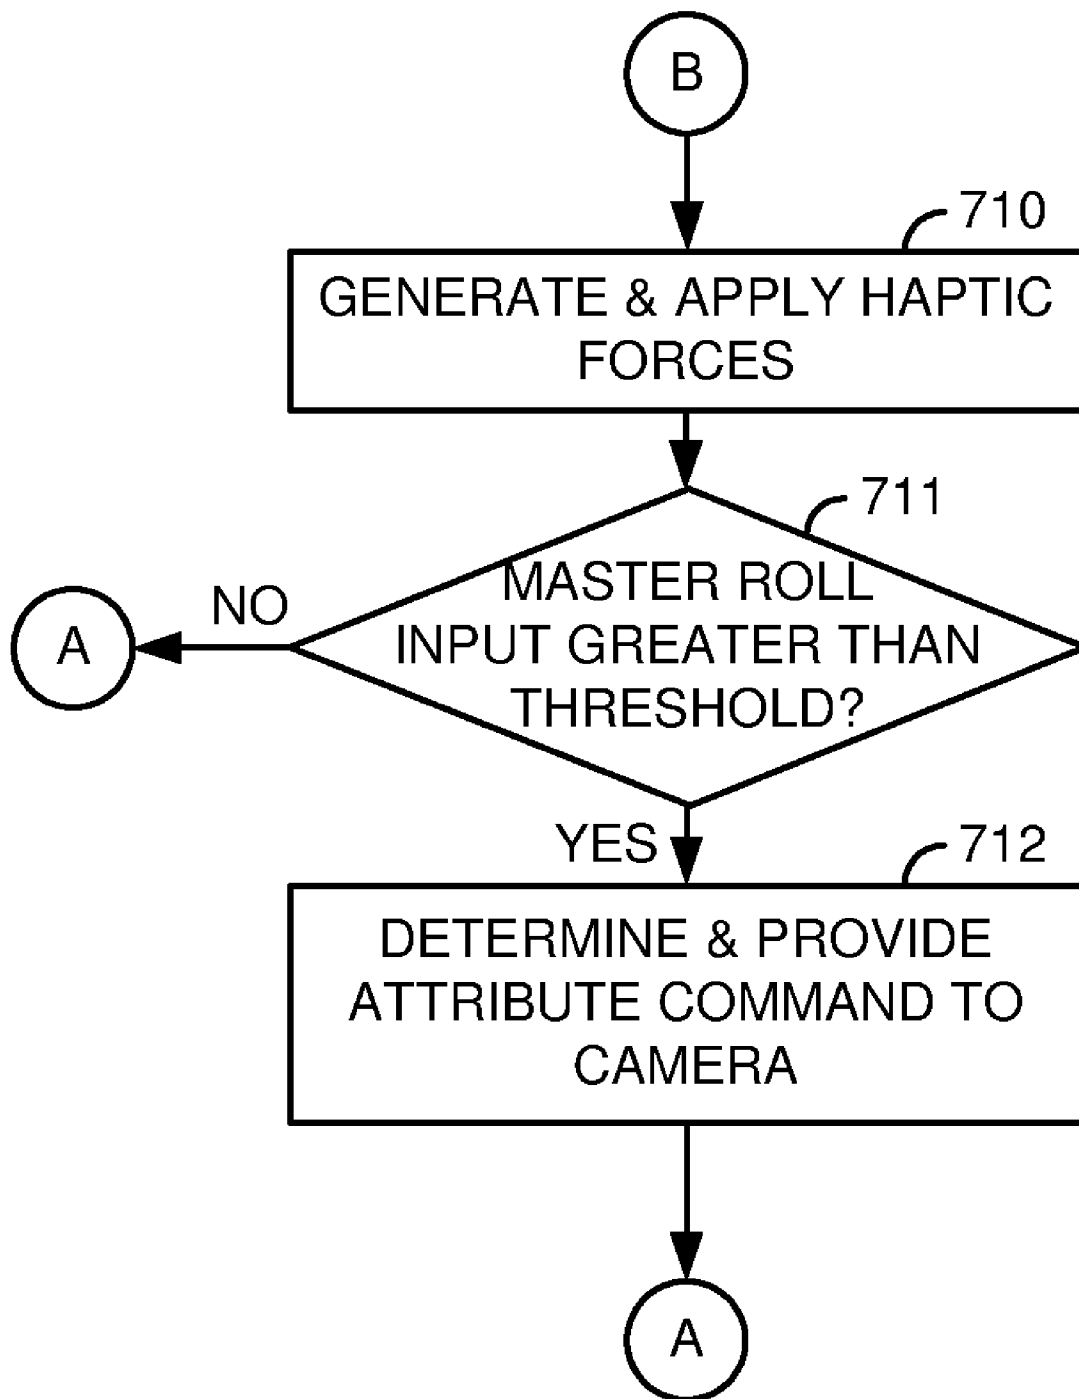 B
710
GENERATE & APPLY HAPTIC
FORCES
711
MASTER ROLL
INPUT GREATER THAN
THRESHOLD?
NO
A
YES
712
DETERMINE & PROVIDE
ATTRIBUTE COMMAND TO
CAMERA
A